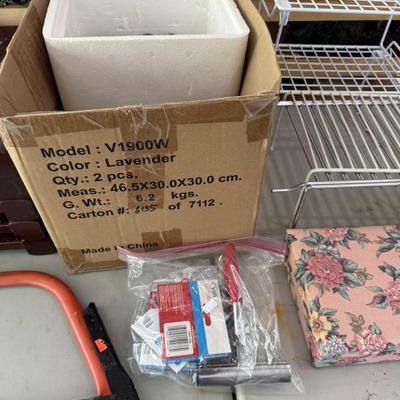 Model : V1900W
Color : Lavender
Qty.: 2 pcs.
Meas.: 46.5X30.0X30.0 cm.
G. Wt.: 6.2 kgs.
Carton #: 6155 of 7112 .
Made In China